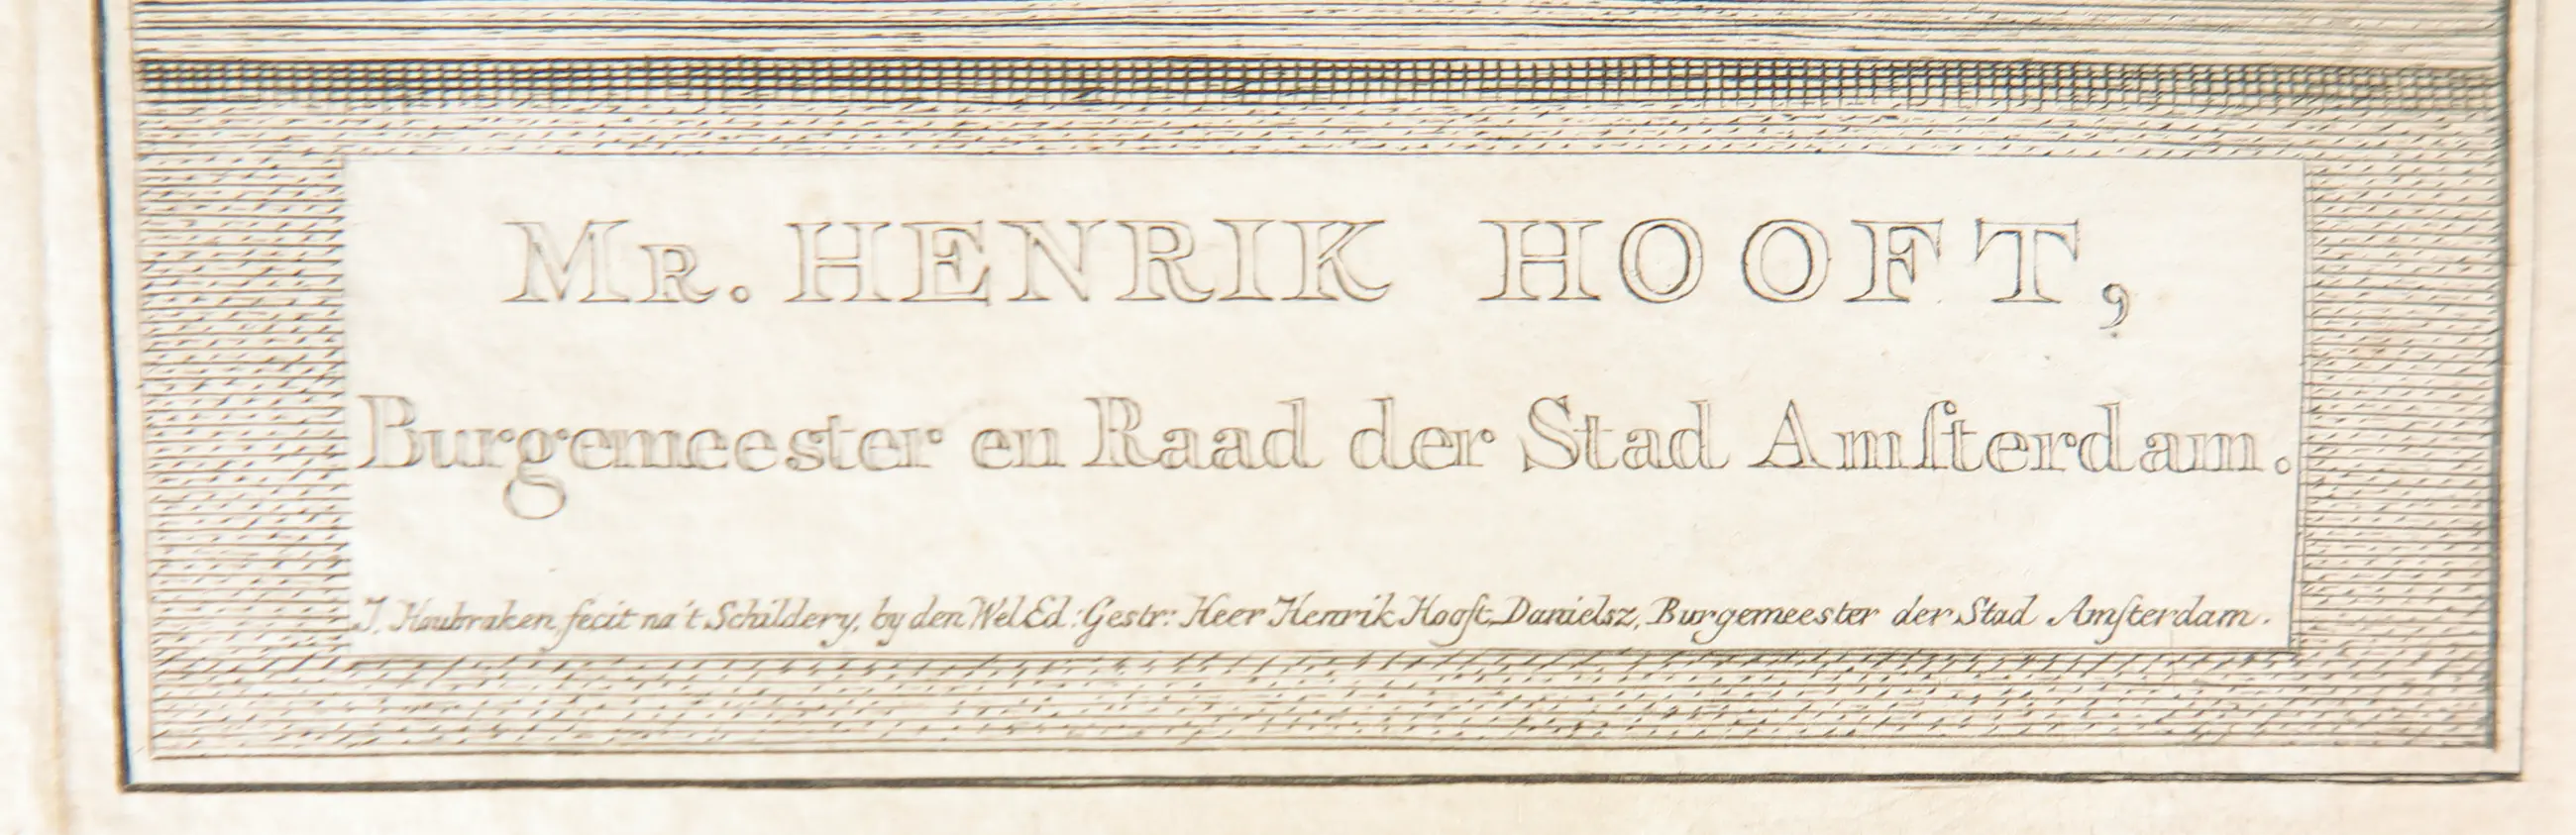 MR. HENRIK HOOFT,
Burgemeester en Raad der Stad Amſterdam.
J. Houbraken fecit na't Schildery, by den Wel Ed: Gestr: Heer Henrik Hooft Danielsz, Burgemeester der Stad Amſterdam.